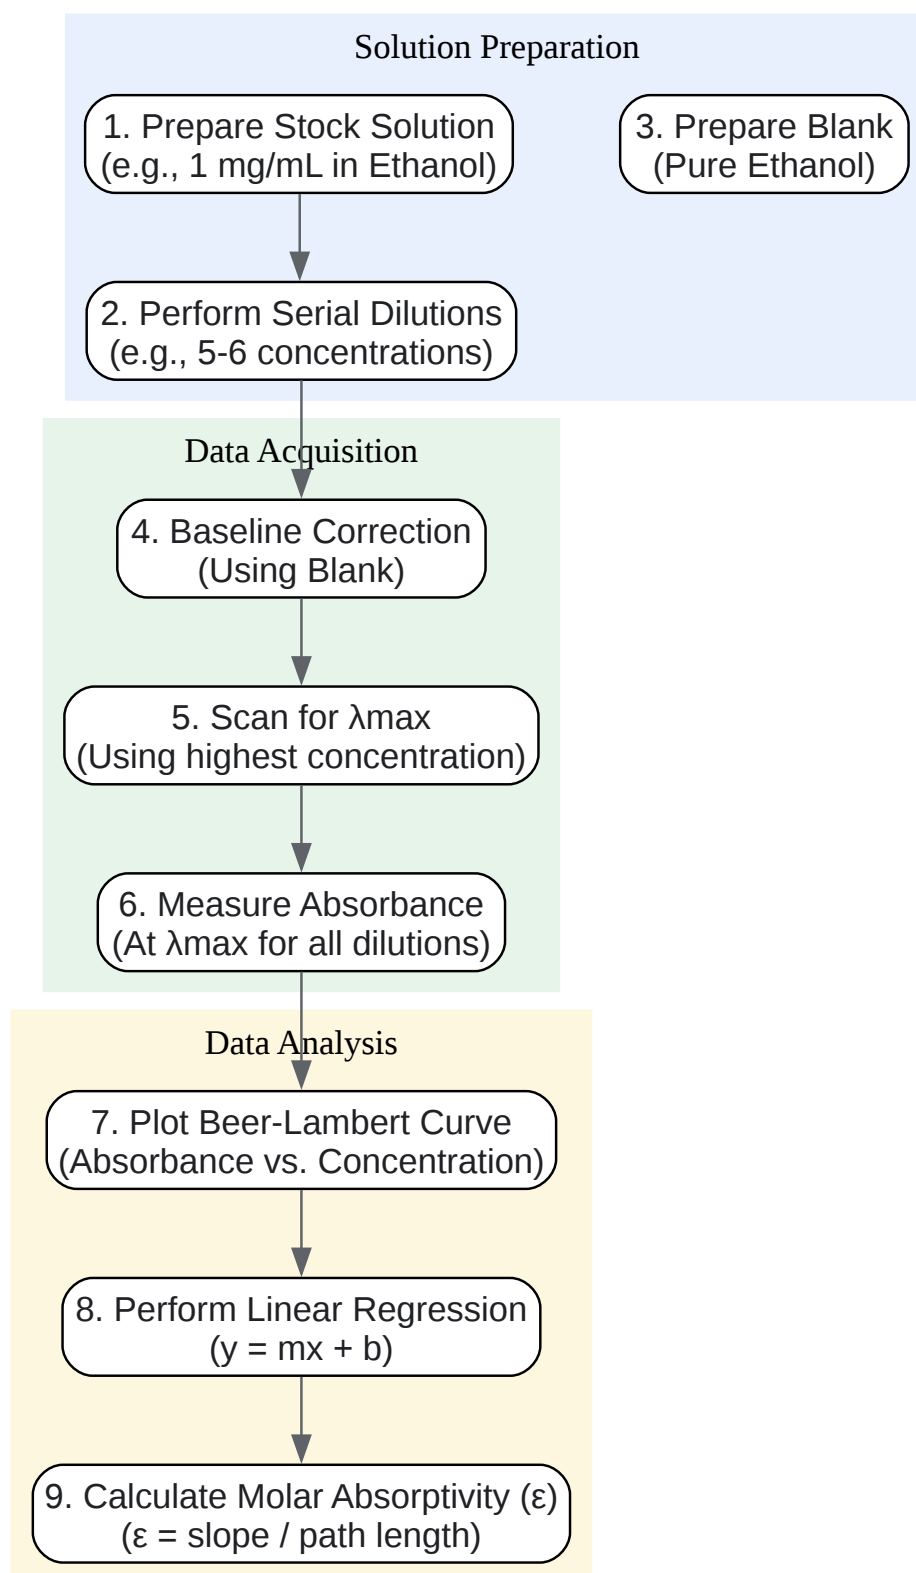 Solution Preparation
1. Prepare Stock Solution
(e.g., 1 mg/mL in Ethanol)
3. Prepare Blank
(Pure Ethanol)
2. Perform Serial Dilutions
(e.g., 5-6 concentrations)
Data Acquisition
4. Baseline Correction
(Using Blank)
5. Scan for λmax
(Using highest concentration)
6. Measure Absorbance
(At λmax for all dilutions)
Data Analysis
7. Plot Beer-Lambert Curve
(Absorbance vs. Concentration)
8. Perform Linear Regression
(y = mx + b)
9. Calculate Molar Absorptivity (ε)
(ε = slope / path length)